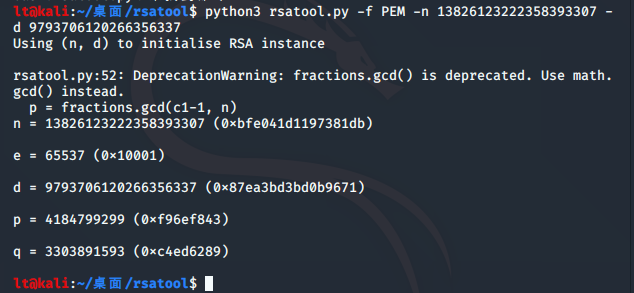 lt@kali:~/桌面/rsatool$ python3 rsatool.py -f PEM -n 13826123222358393307 -
d 9793706120266356337
Using (n, d) to initialise RSA instance
rsatool.py:52: DeprecationWarning: fractions.gcd() is deprecated. Use math.
gcd() instead.
p = fractions.gcd(c1-1, n)
n = 13826123222358393307 (0×bfe041d1197381db)
e = 65537 (0×10001)
d = 9793706120266356337 (0×87ea3bd3bd0b9671)
p = 4184799299 (0×f96ef843)
q = 3303891593 (0×c4ed6289)
lt@kali:~/桌面/rsatool$